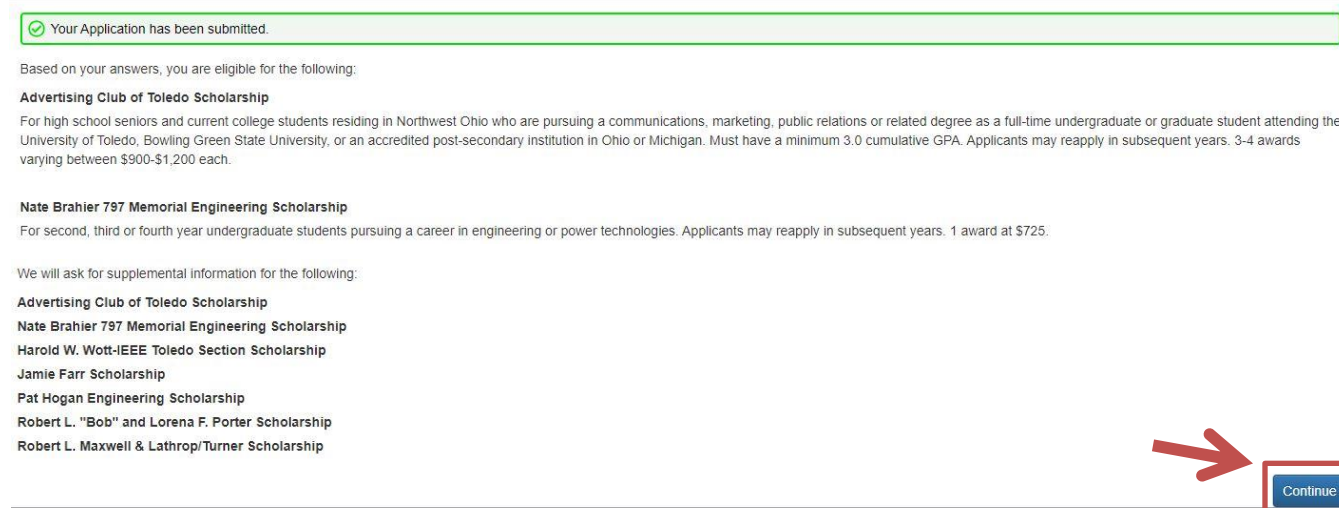 Your Application has been submitted.
Based on your answers, you are eligible for the following:
Advertising Club of Toledo Scholarship
For high school seniors and current college students residing in Northwest Ohio who are pursuing a communications, marketing, public relations or related degree as a full-time undergraduate or graduate student attending the
University of Toledo, Bowling Green State University, or an accredited post-secondary institution in Ohio or Michigan. Must have a minimum 3.0 cumulative GPA. Applicants may reapply in subsequent years. 3-4 awards
varying between $900-$1,200 each.
Nate Brahier 797 Memorial Engineering Scholarship
For second, third or fourth year undergraduate students pursuing a career in engineering or power technologies. Applicants may reapply in subsequent years. 1 award at $725.
We will ask for supplemental information for the following:
Advertising Club of Toledo Scholarship
Nate Brahier 797 Memorial Engineering Scholarship
Harold W. Wott-IEEE Toledo Section Scholarship
Jamie Farr Scholarship
Pat Hogan Engineering Scholarship
Robert L. "Bob" and Lorena F. Porter Scholarship
Robert L. Maxwell & Lathrop/Turner Scholarship
Continue